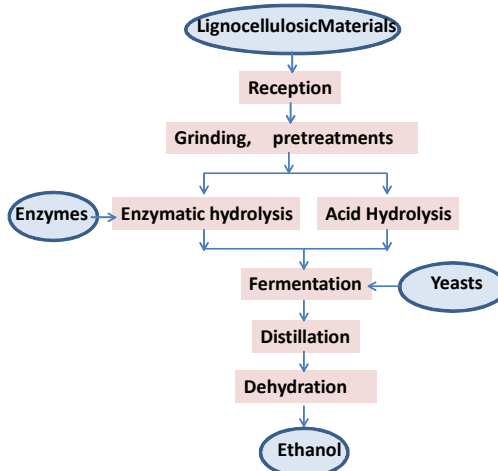 LignocellulosicMaterials
Reception
Grinding, pretreatments
Enzymes
Enzymatic hydrolysis
Acid Hydrolysis
Fermentation
Yeasts
Distillation
Dehydration
Ethanol